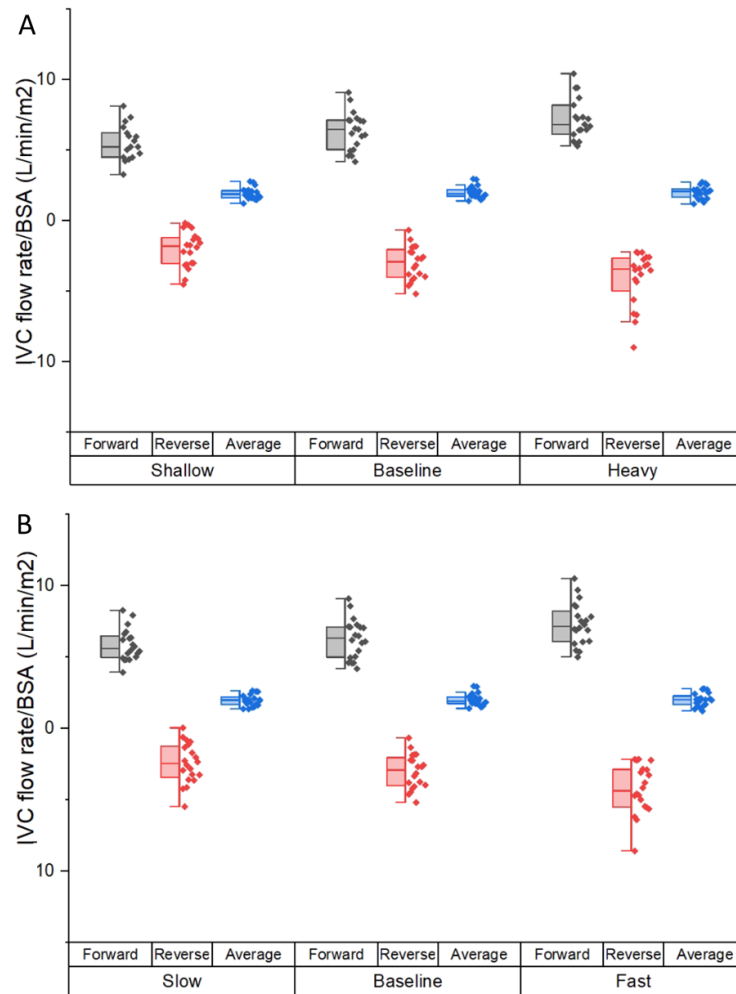 A
IVC flow rate/BSA (L/min/m2)
10
0
10
Forward Reverse Average Forward Reverse Average Forward Reverse Average
Shallow Baseline Heavy
B
IVC flow rate/BSA (L/min/m2)
10
0
10
Forward Reverse Average Forward Reverse Average Forward Reverse Average
Slow Baseline Fast